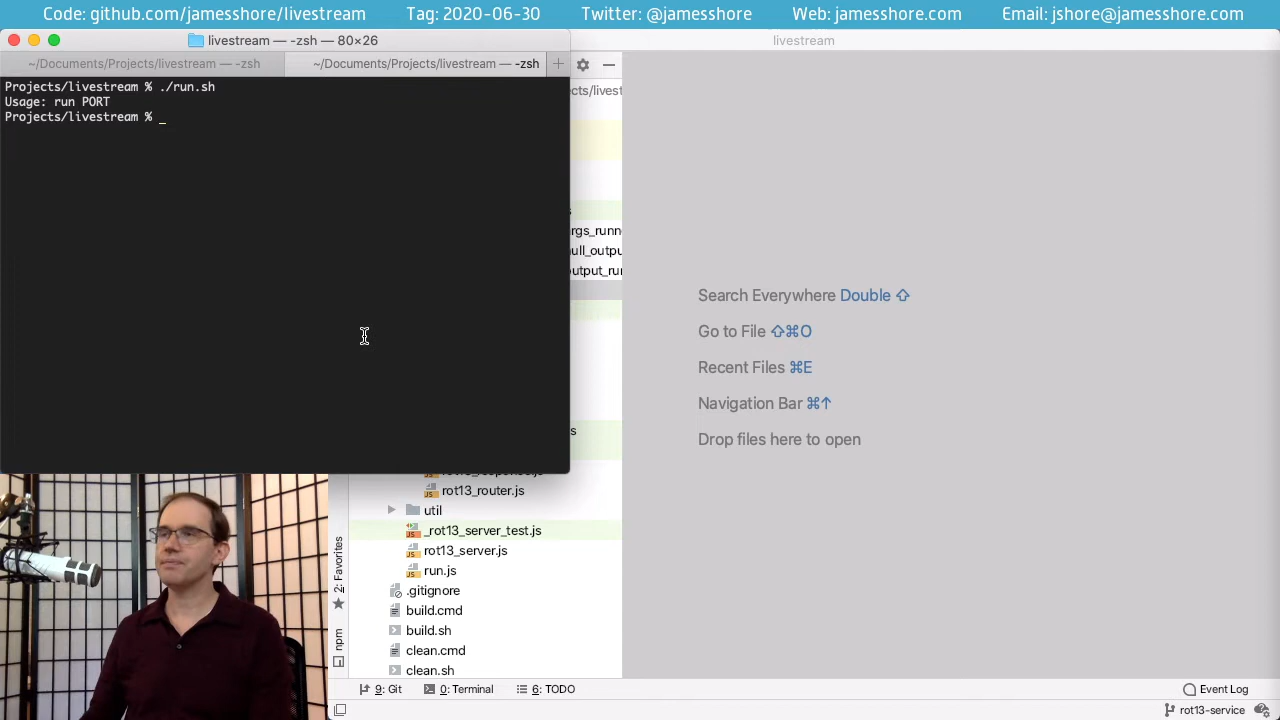 Code: github.com/jamesshore/livestream Tag: 2020-06-30 Twitter: @jamesshore Web: jamesshore.com Email: jshore@jamesshore.com
livestream — -zsh — 80×26
livestream
~/Documents/Projects/livestream — -zsh
~/Documents/Projects/livestream — -zsh
+
Projects/livestream % ./run.sh
Usage: run PORT
Projects/livestream % _
Search Everywhere Double ⇧
Go to File ⇧⌘O
Recent Files ⌘E
Navigation Bar ⌘↑
Drop files here to open
rot13_router.js
util
_rot13_server_test.js
rot13_server.js
run.js
.gitignore
build.cmd
build.sh
clean.cmd
clean.sh
2: Favorites
npm
9: Git
0: Terminal
6: TODO
Event Log
rot13-service